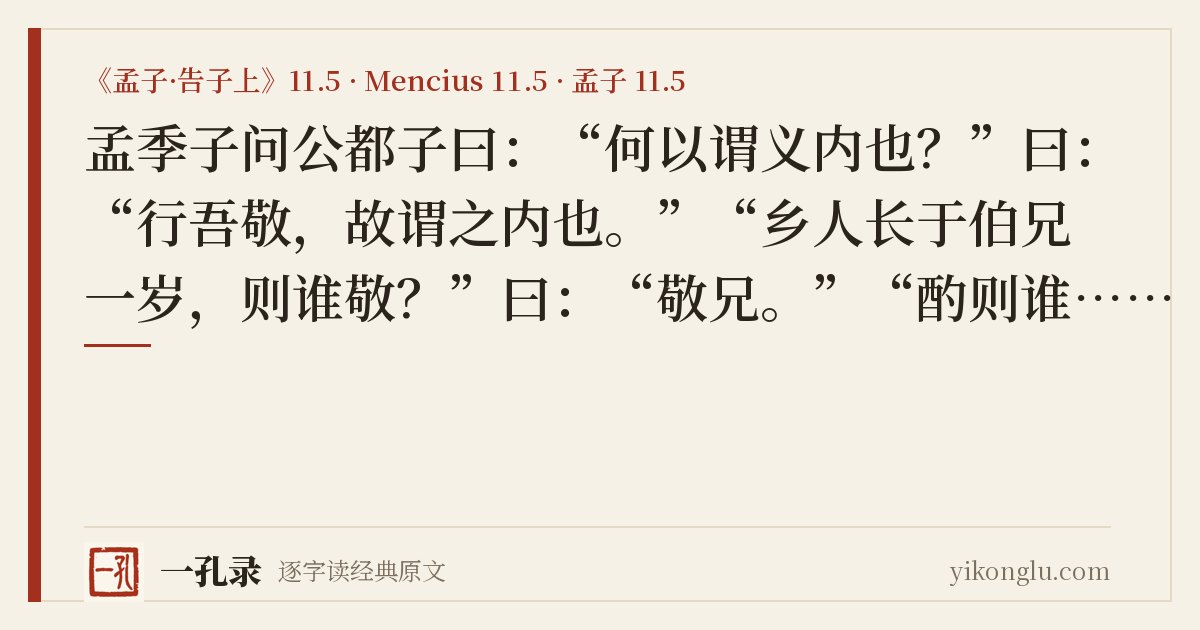 《孟子·告子上》11.5 · Mencius 11.5 · 孟子 11.5
孟季子问公都子曰：“何以谓义内也？”曰：
“行吾敬，故谓之内也。”“乡人长于伯兄
一岁，则谁敬？”曰：“敬兄。”“酌则谁……
一孔
一孔录 逐字读经典原文
yikonglu.com